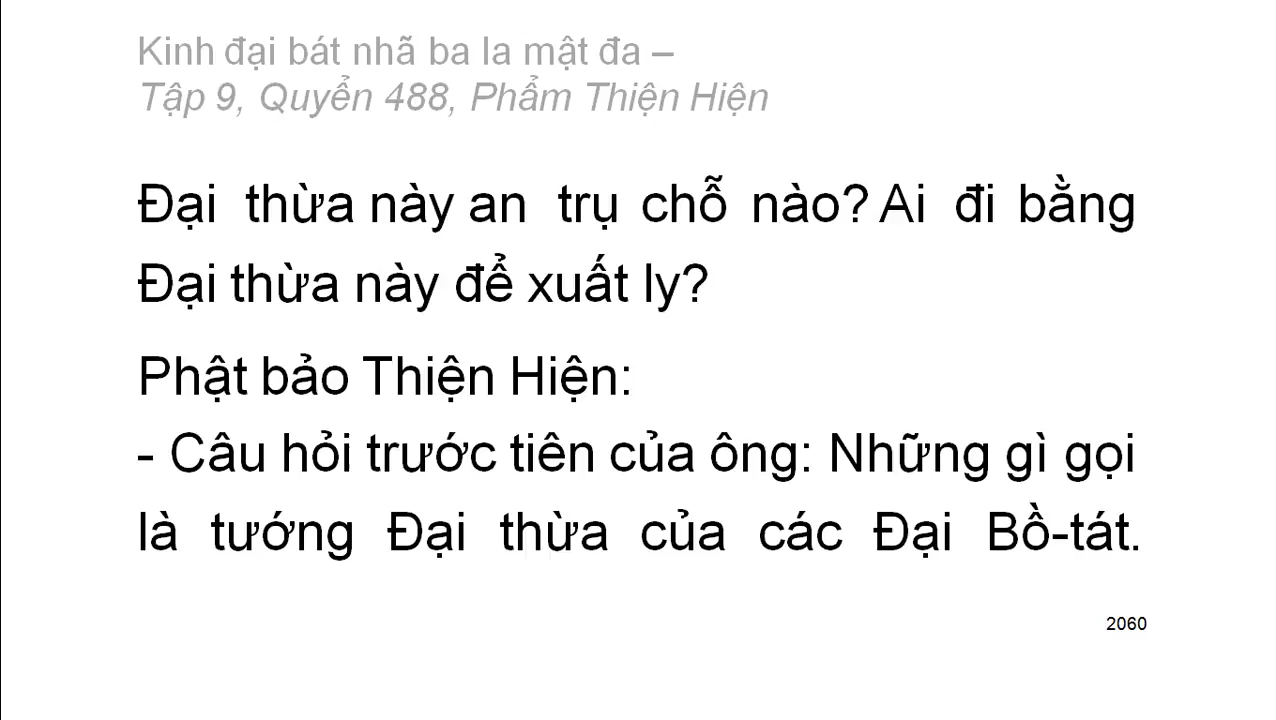 Kinh đại bát nhã ba la mật đa –
Tập 9, Quyển 488, Phẩm Thiện Hiện
Đại thừa này an trụ chỗ nào? Ai đi bằng
Đại thừa này để xuất ly?
Phật bảo Thiện Hiện:
- Câu hỏi trước tiên của ông: Những gì gọi
là tướng Đại thừa của các Đại Bồ-tát.
2060